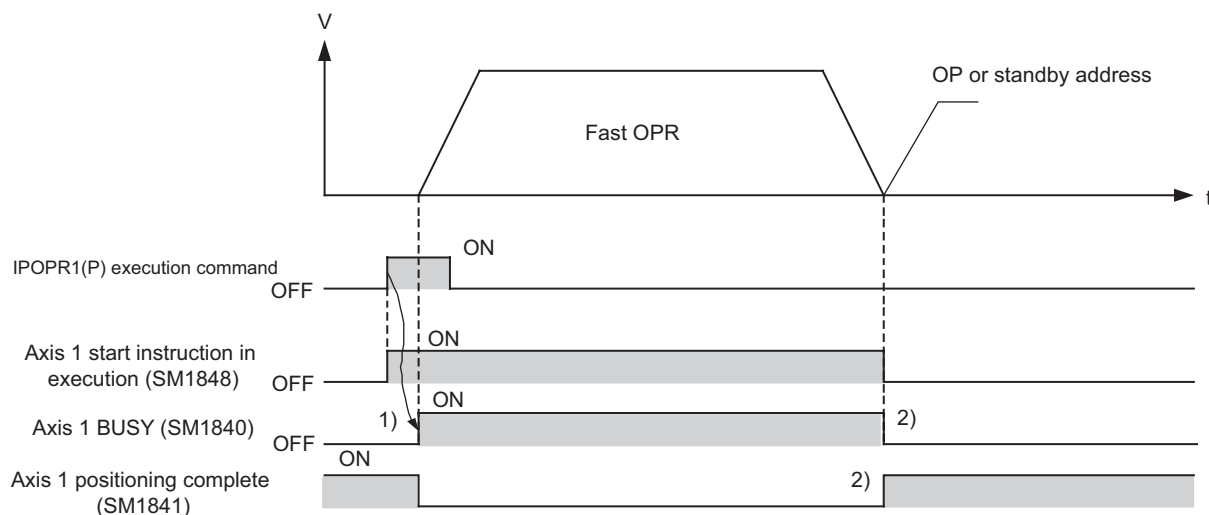 V
OP or standby address
Fast OPR
t
ON
IPOPR1(P) execution command
OFF
Axis 1 start instruction in
execution (SM1848)
ON
OFF
ON
1)
2)
Axis 1 BUSY (SM1840)
OFF
ON
Axis 1 positioning complete
(SM1841)
2)